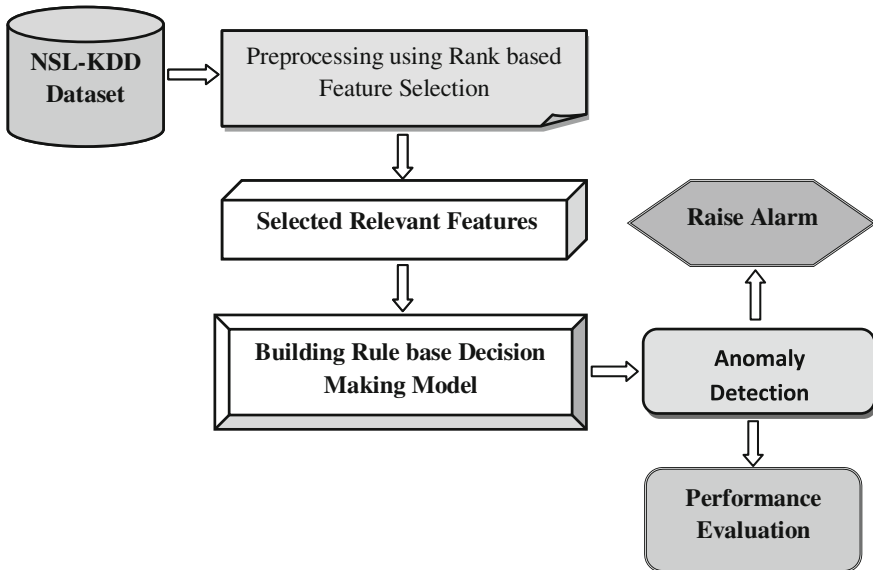 NSL-KDD
Dataset
Preprocessing using Rank based
Feature Selection
Selected Relevant Features
Raise Alarm
Building Rule base Decision
Making Model
Anomaly
Detection
Performance
Evaluation